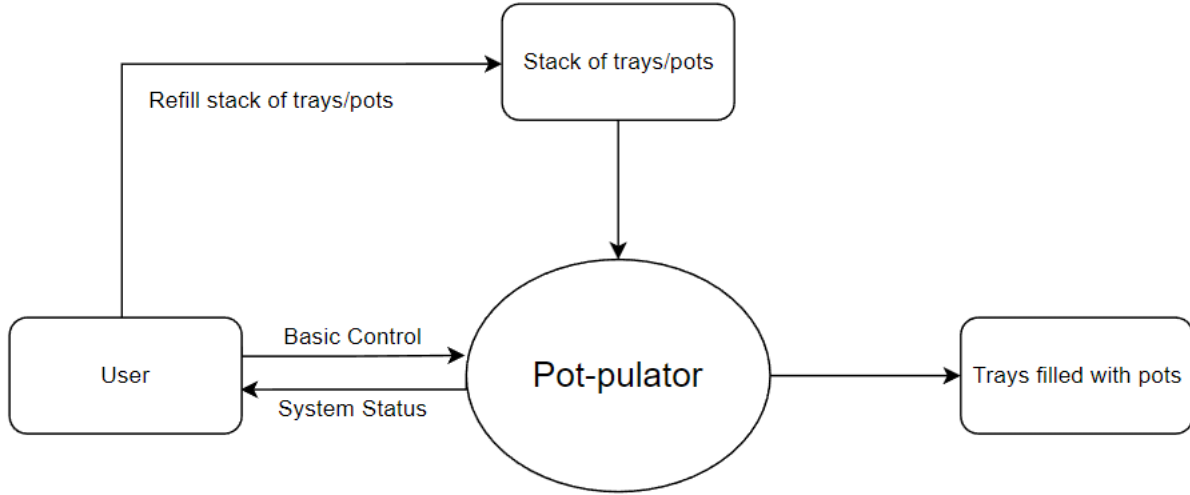 Stack of trays/pots
Refill stack of trays/pots
Basic Control
User
Pot-pulator
Trays filled with pots
System Status